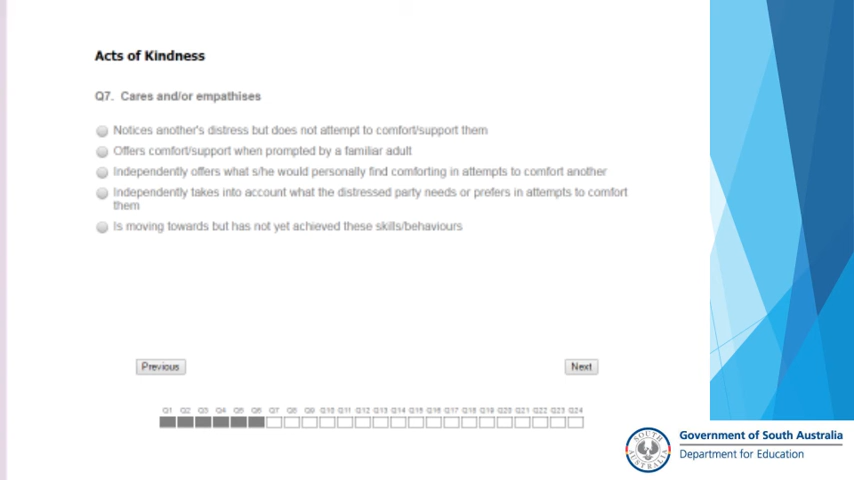 Acts of Kindness
Q7. Cares and/or empathises
Notices another's distress but does not attempt to comfort/support them
Offers comfort/support when prompted by a familiar adult
Independently offers what s/he would personally find comforting in attempts to comfort another
Independently takes into account what the distressed party needs or prefers in attempts to comfort
them
Is moving towards but has not yet achieved these skills/behaviours
Previous Next
Q1 Q2 Q3 Q4 Q5 Q6 Q7 Q8 Q9 Q10 Q11 Q12 Q13 Q14 Q15 Q16 Q17 Q18 Q19 Q20 Q21 Q22 Q23 Q24
SOUTH
AUSTRALIA
Government of South Australia
Department for Education